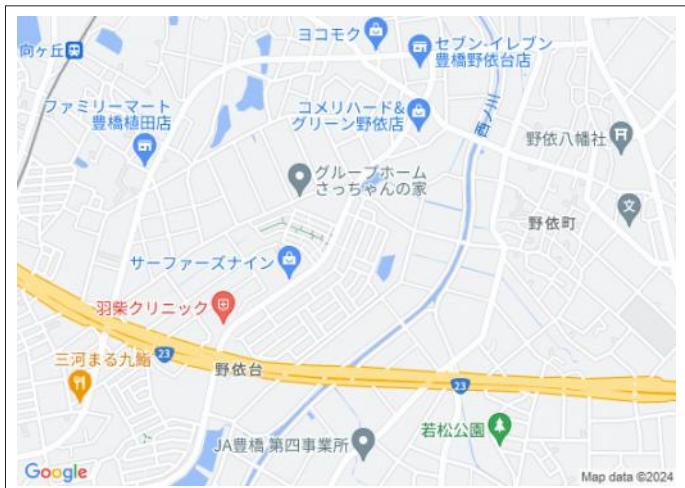 ヨコモク
向ヶ丘
セブン-イレブン
豊橋野依台店
ファミリーマート
豊橋植田店
コメリハード&
グリーン野依店
西ノ川
野依八幡社
グループホーム
さっちゃんの家
文
野依町
サーファーズナイン
羽柴クリニック
23
三河まる九鮨
野依台
23
若松公園
JA豊橋 第四事業所
Google
Map data ©2024